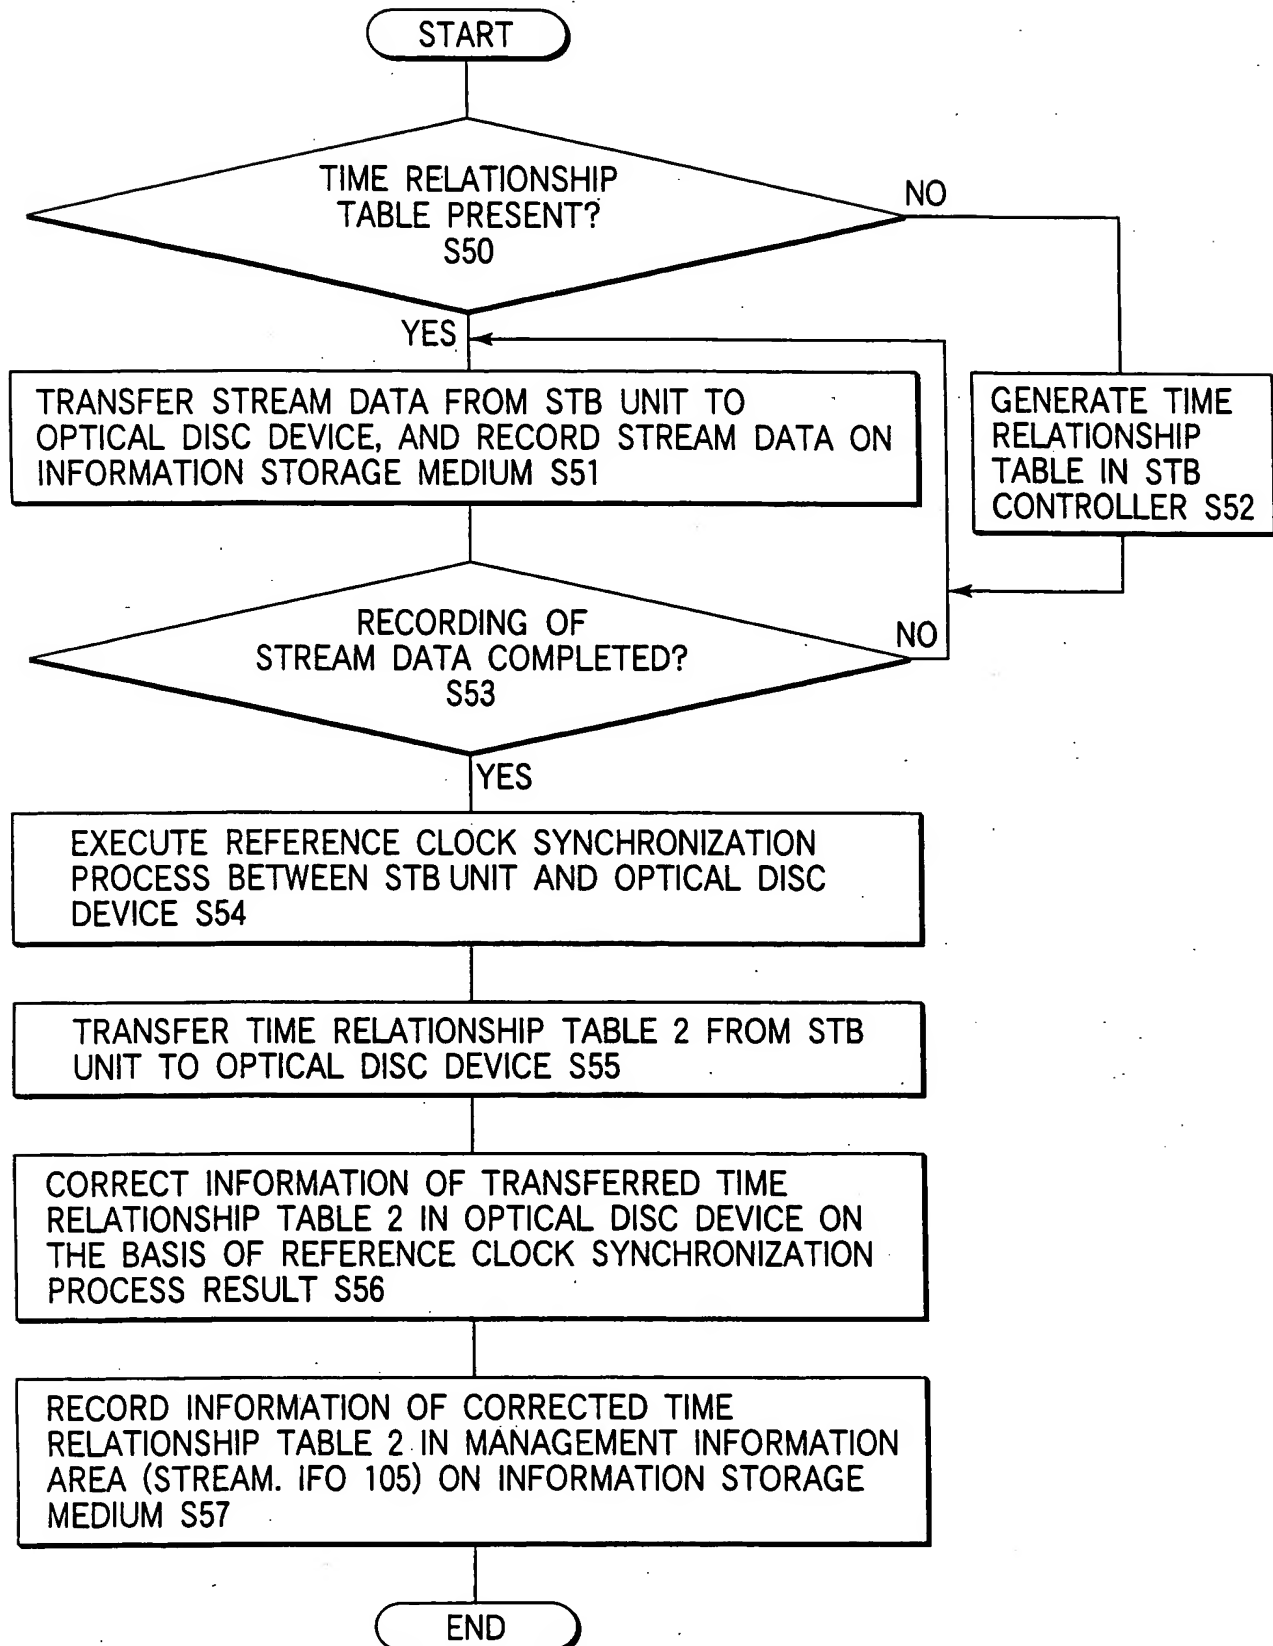 START
TIME RELATIONSHIP
TABLE PRESENT?
S50
NO
YES
TRANSFER STREAM DATA FROM STB UNIT TO
OPTICAL DISC DEVICE, AND RECORD STREAM DATA ON
INFORMATION STORAGE MEDIUM S51
GENERATE TIME
RELATIONSHIP
TABLE IN STB
CONTROLLER S52
RECORDING OF
STREAM DATA COMPLETED?
S53
NO
YES
EXECUTE REFERENCE CLOCK SYNCHRONIZATION
PROCESS BETWEEN STB UNIT AND OPTICAL DISC
DEVICE S54
TRANSFER TIME RELATIONSHIP TABLE 2 FROM STB
UNIT TO OPTICAL DISC DEVICE S55
CORRECT INFORMATION OF TRANSFERRED TIME
RELATIONSHIP TABLE 2 IN OPTICAL DISC DEVICE ON
THE BASIS OF REFERENCE CLOCK SYNCHRONIZATION
PROCESS RESULT S56
RECORD INFORMATION OF CORRECTED TIME
RELATIONSHIP TABLE 2 IN MANAGEMENT INFORMATION
AREA (STREAM. IFO 105) ON INFORMATION STORAGE
MEDIUM S57
END